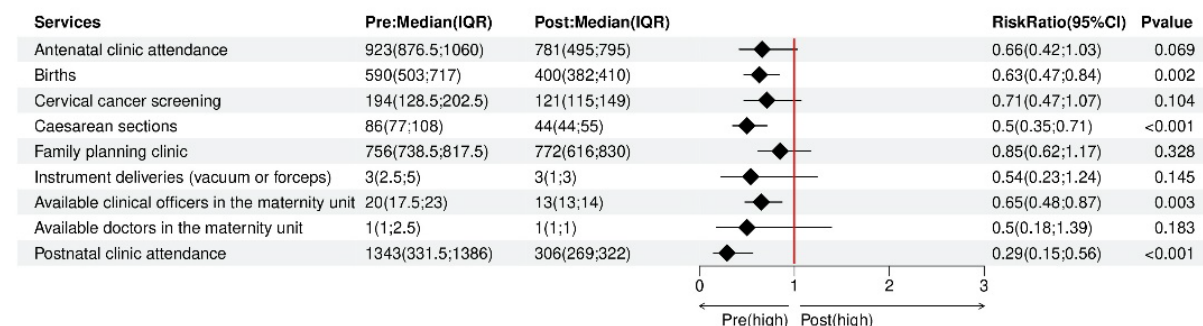 Services Pre:Median(IQR) Post:Median(IQR) RiskRatio(95%CI) Pvalue
Antenatal clinic attendance 923(876.5;1060) 781(495;795) 0.66(0.42;1.03) 0.069
Births 590(503;717) 400(382;410) 0.63(0.47;0.84) 0.002
Cervical cancer screening 194(128.5;202.5) 121(115;149) 0.71(0.47;1.07) 0.104
Caesarean sections 86(77;108) 44(44;55) 0.5(0.35;0.71) <0.001
Family planning clinic 756(738.5;817.5) 772(616;830) 0.85(0.62;1.17) 0.328
Instrument deliveries (vacuum or forceps) 3(2.5;5) 3(1;3) 0.54(0.23;1.24) 0.145
Available clinical officers in the maternity unit 20(17.5;23) 13(13;14) 0.65(0.48;0.87) 0.003
Available doctors in the maternity unit 1(1;2.5) 1(1;1) 0.5(0.18;1.39) 0.183
Postnatal clinic attendance 1343(331.5;1386) 306(269;322) 0.29(0.15;0.56) <0.001
0 1 2 3
Pre(high) Post(high)